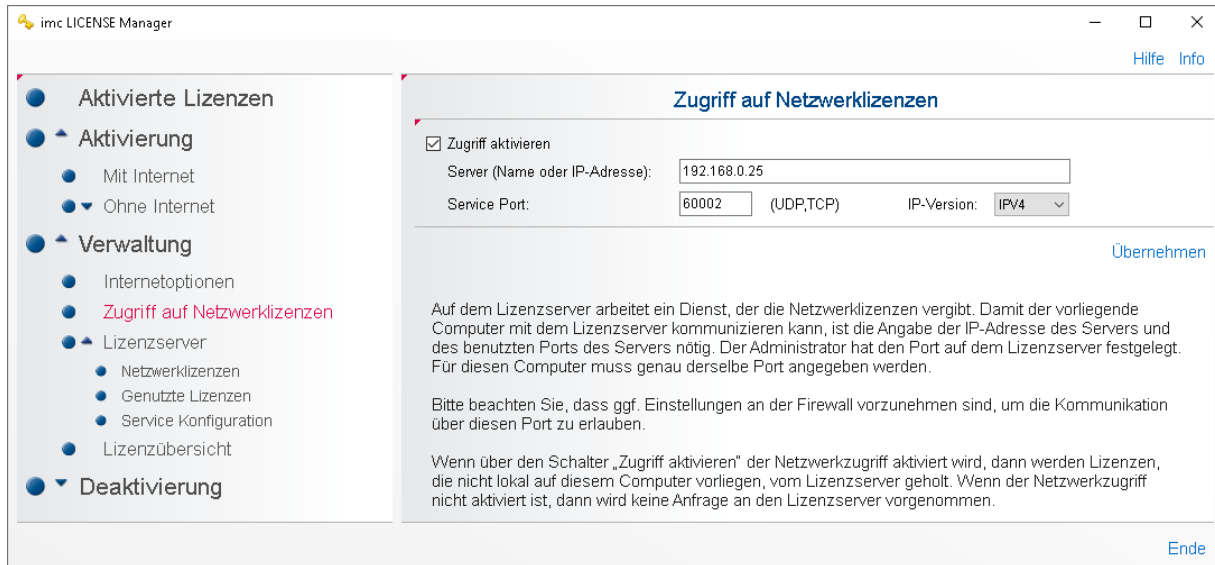 imc LICENSE Manager
Hilfe Info
Aktivierte Lizenzen
Aktivierung
Mit Internet
Ohne Internet
Verwaltung
Internetoptionen
Zugriff auf Netzwerklizenzen
Lizenzserver
Netzwerklizenzen
Genutzte Lizenzen
Service Konfiguration
Lizenzübersicht
Deaktivierung
Zugriff auf Netzwerklizenzen
Zugriff aktivieren
Server (Name oder IP-Adresse): 192.168.0.25
Service Port: 60002 (UDP,TCP) IP-Version: IPV4
Übernehmen
Auf dem Lizenzserver arbeitet ein Dienst, der die Netzwerklizenzen vergibt. Damit der vorliegende
Computer mit dem Lizenzserver kommunizieren kann, ist die Angabe der IP-Adresse des Servers und
des benutzten Ports des Servers nötig. Der Administrator hat den Port auf dem Lizenzserver festgelegt.
Für diesen Computer muss genau derselbe Port angegeben werden.
Bitte beachten Sie, dass ggf. Einstellungen an der Firewall vorzunehmen sind, um die Kommunikation
über diesen Port zu erlauben.
Wenn über den Schalter „Zugriff aktivieren" der Netzwerkzugriff aktiviert wird, dann werden Lizenzen,
die nicht lokal auf diesem Computer vorliegen, vom Lizenzserver geholt. Wenn der Netzwerkzugriff
nicht aktiviert ist, dann wird keine Anfrage an den Lizenzserver vorgenommen.
Ende